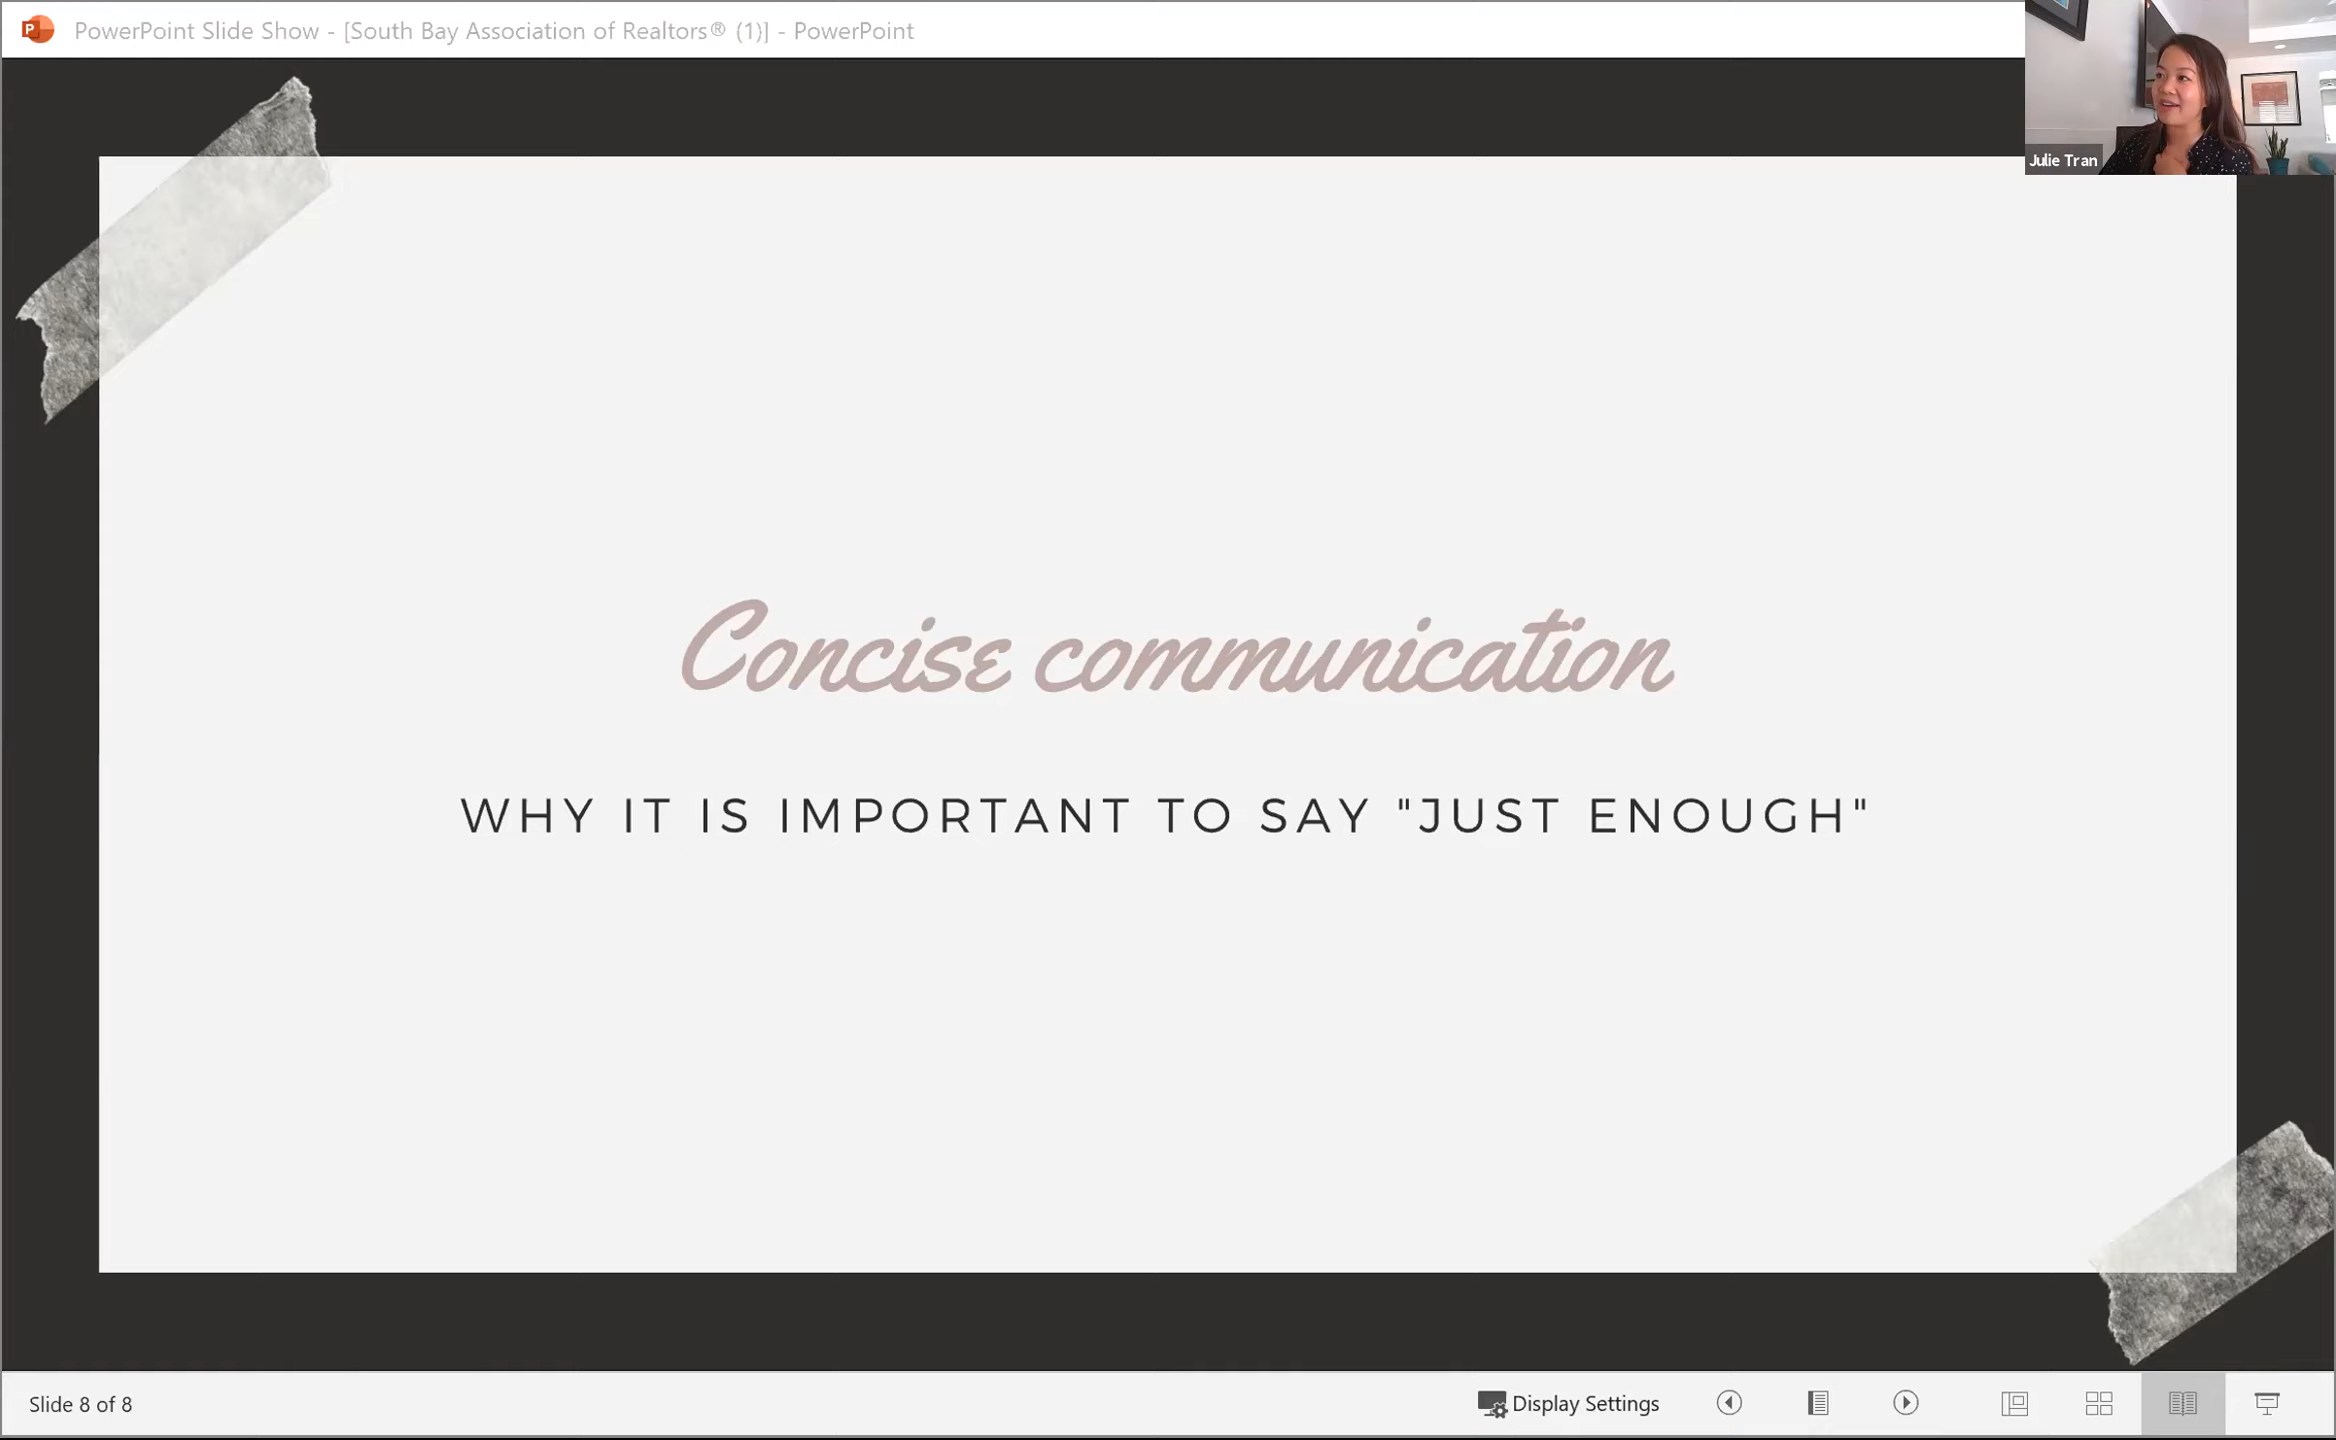 PowerPoint Slide Show - [South Bay Association of Realtors® (1)] - PowerPoint
Julie Tran
Concise communication
WHY IT IS IMPORTANT TO SAY "JUST ENOUGH"
Slide 8 of 8
Display Settings